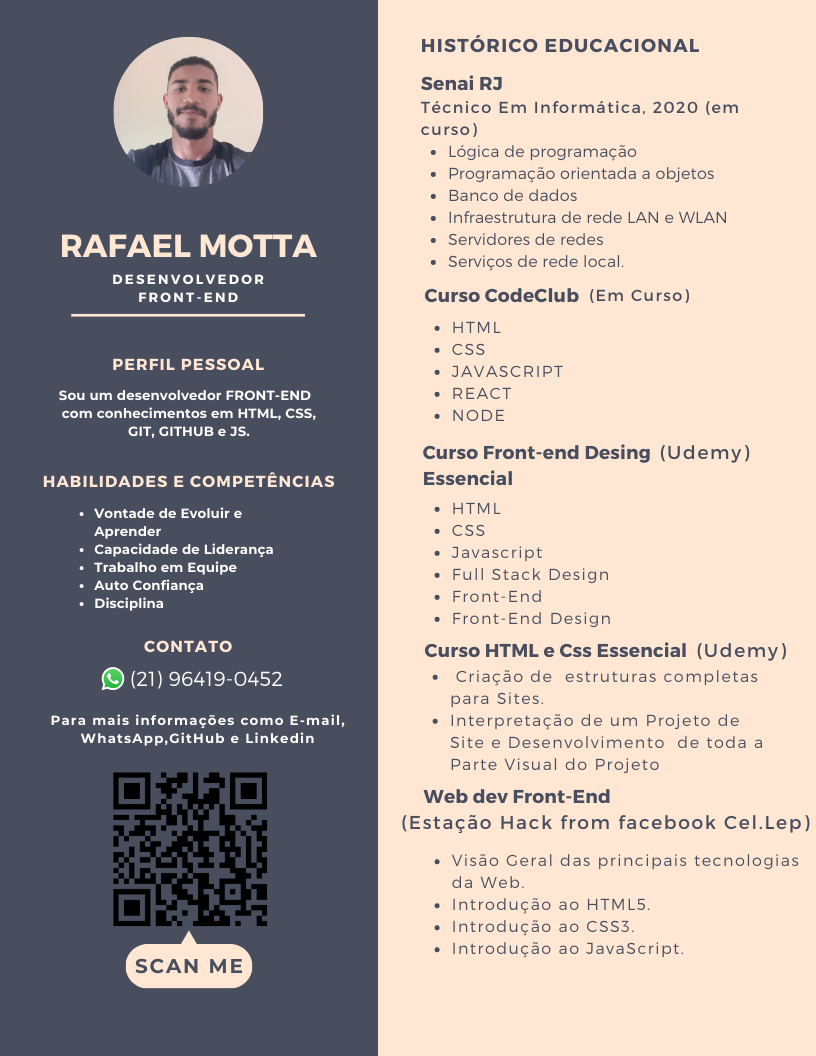 RAFAEL MOTTA
DESENVOLVEDOR
FRONT-END
PERFIL PESSOAL
Sou um desenvolvedor FRONT-END
com conhecimentos em HTML, CSS,
GIT, GITHUB e JS.
HABILIDADES E COMPETÊNCIAS
• Vontade de Evoluir e
Aprender
• Capacidade de Liderança
• Trabalho em Equipe
• Auto Confiança
• Disciplina
CONTATO
(21) 96419-0452
Para mais informações como E-mail,
WhatsApp,GitHub e Linkedin
SCAN ME
HISTÓRICO EDUCACIONAL
Senai RJ
Técnico Em Informática, 2020 (em
curso)
• Lógica de programação
• Programação orientada a objetos
• Banco de dados
• Infraestrutura de rede LAN e WLAN
• Servidores de redes
• Serviços de rede local.
Curso CodeClub (Em Curso)
• HTML
• CSS
• JAVASCRIPT
• REACT
• NODE
Curso Front-end Desing (Udemy)
Essencial
• HTML
• CSS
• Javascript
• Full Stack Design
• Front-End
• Front-End Design
Curso HTML e Css Essencial (Udemy)
• Criação de estruturas completas
para Sites.
• Interpretação de um Projeto de
Site e Desenvolvimento de toda a
Parte Visual do Projeto
Web dev Front-End
(Estação Hack from facebook Cel.Lep)
• Visão Geral das principais tecnologias
da Web.
• Introdução ao HTML5.
• Introdução ao CSS3.
• Introdução ao JavaScript.